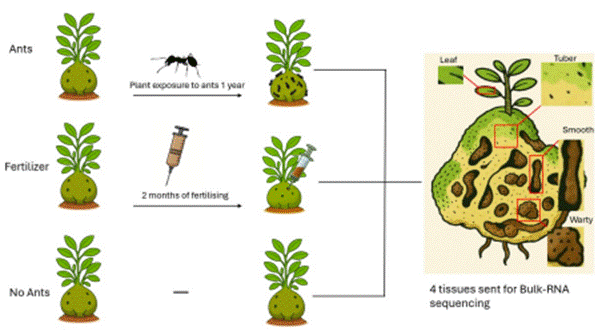 Ants
Plant exposure to ants 1 year
Fertilizer
2 months of fertilising
No Ants
Leaf
Tuber
Smooth
Warty
4 tissues sent for Bulk-RNA
sequencing